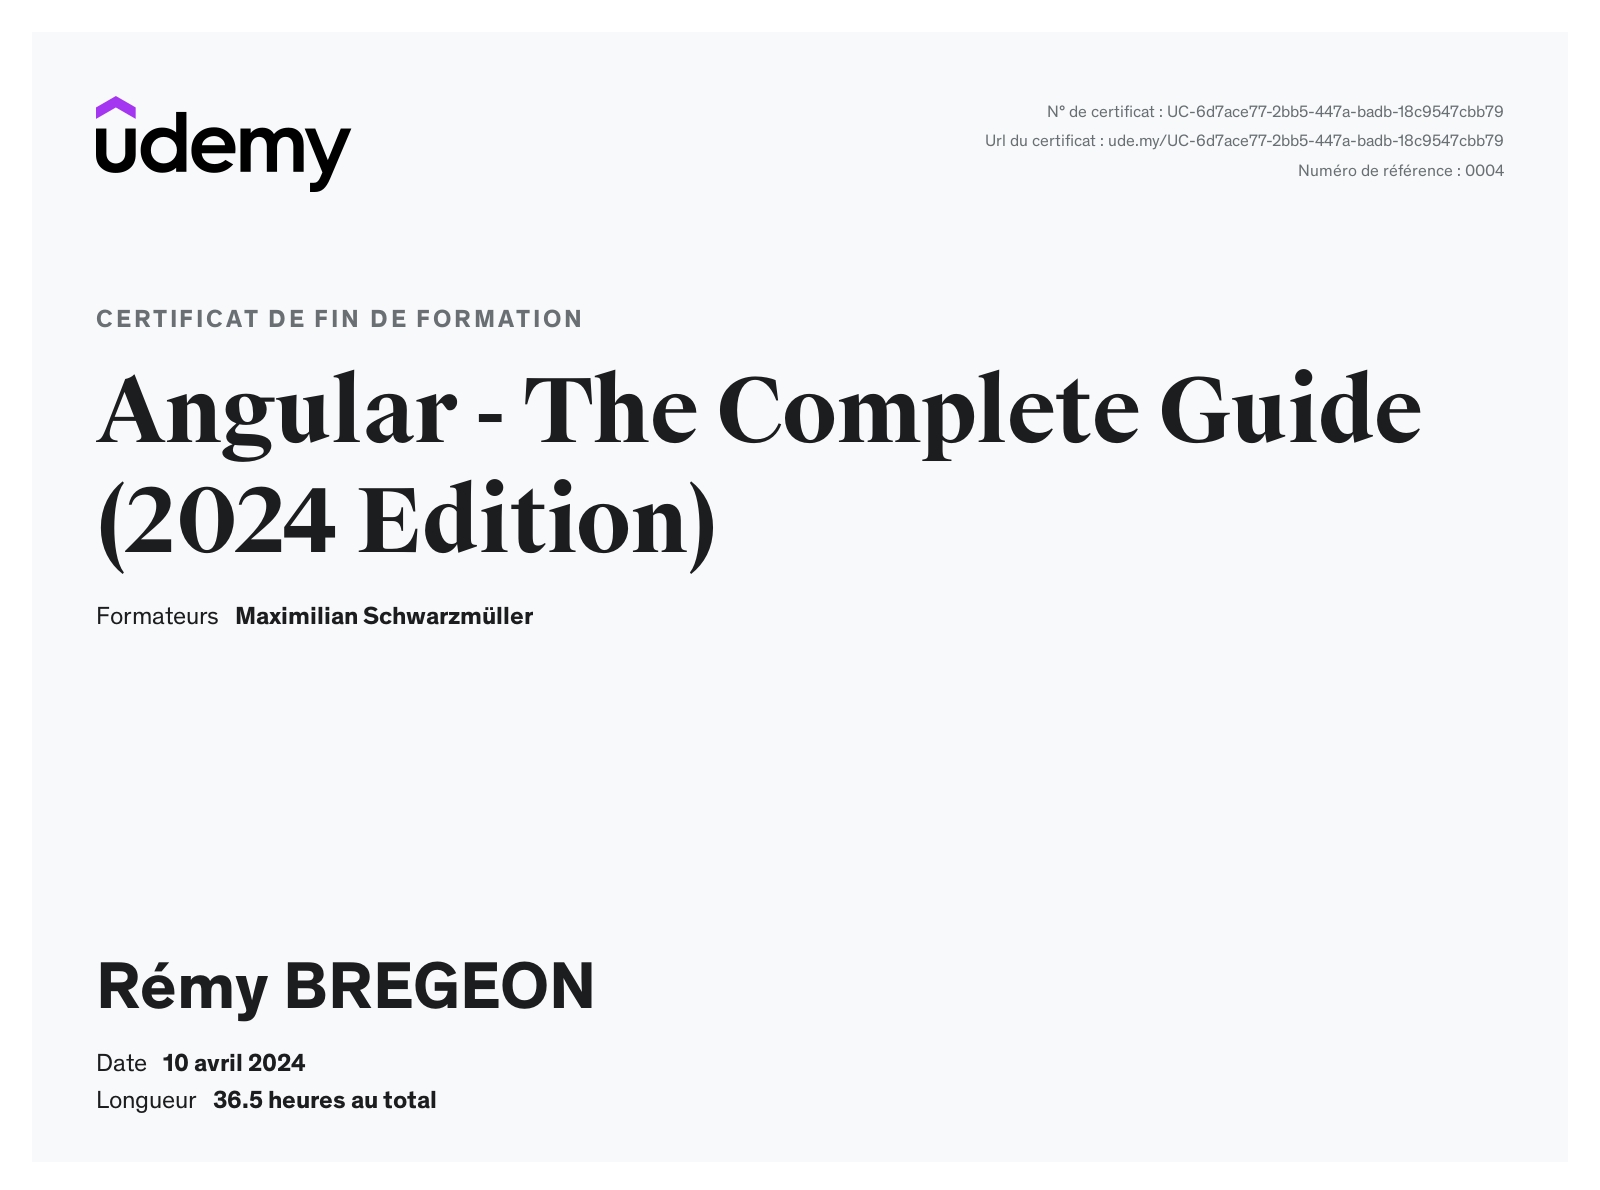 udemy
N° de certificat : UC-6d7ace77-2bb5-447a-badb-18c9547cbb79
Url du certificat : ude.my/UC-6d7ace77-2bb5-447a-badb-18c9547cbb79
Numéro de référence : 0004
CERTIFICAT DE FIN DE FORMATION
Angular - The Complete Guide
(2024 Edition)
Formateurs Maximilian Schwarzmüller
Rémy BREGEON
Date 10 avril 2024
Longueur 36.5 heures au total